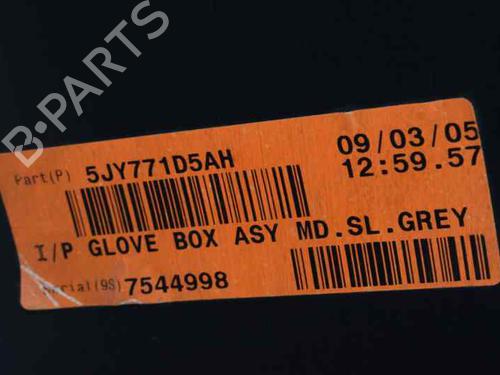 B-PARTS
Part(P) 5JY771D5AH
09/03/05
12:59.57
I/P GLOVE BOX ASY MD.SL.GREY
Serial(9S) 7544998